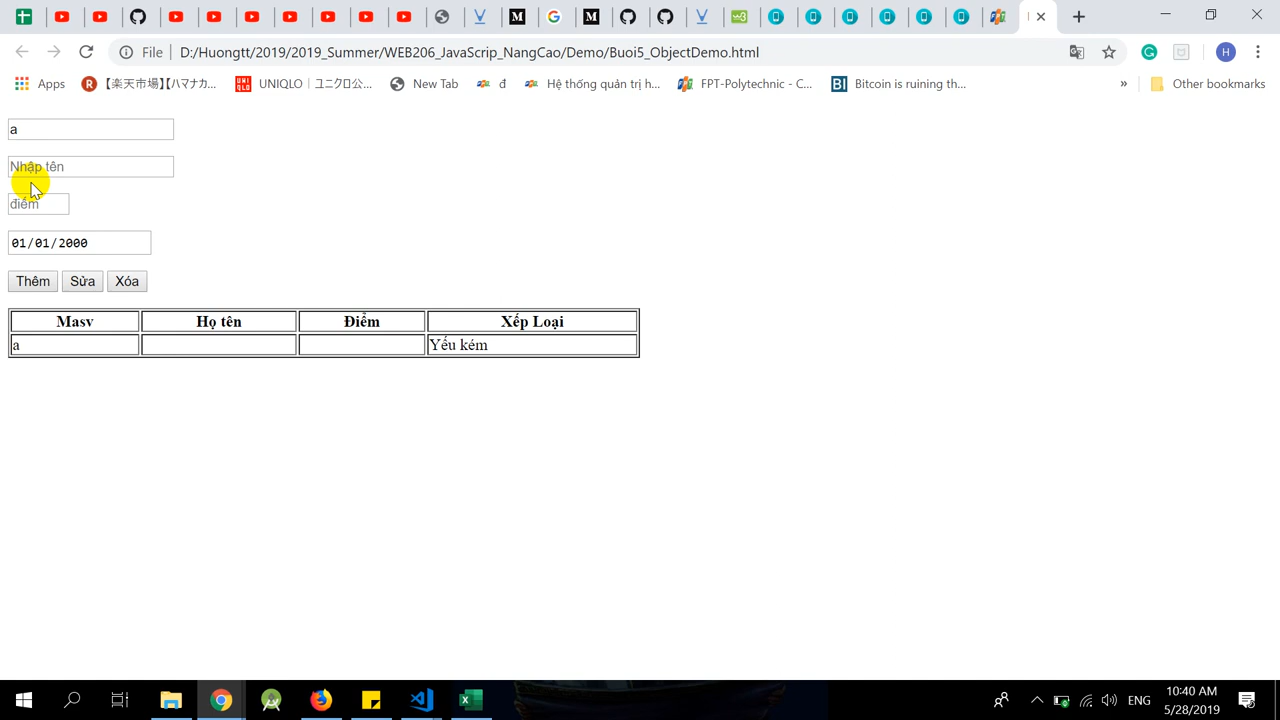 File D:/Huongtt/2019/2019_Summer/WEB206_JavaScrip_NangCao/Demo/Buoi5_ObjectDemo.html H
Apps 【楽天市場】【ハマナカ... UNIQLO | ユニクロ公... New Tab đ Hệ thống quản trị h... FPT-Polytechnic - C... BI Bitcoin is ruining th... » Other bookmarks
a
Nhập tên
điểm
01/01/2000
Thêm Sửa Xóa
Masv Họ tên Điểm Xếp Loại
a Yếu kém
ENG 10:40 AM
5/28/2019